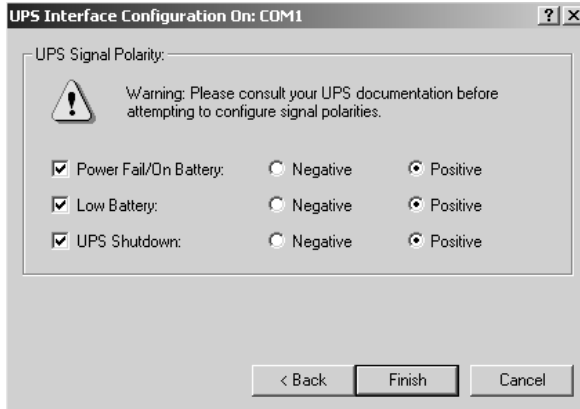 UPS Interface Configuration On: COM1
UPS Signal Polarity:
Warning: Please consult your UPS documentation before
attempting to configure signal polarities.
Power Fail/On Battery: Negative Positive
Low Battery: Negative Positive
UPS Shutdown: Negative Positive
< Back Finish Cancel